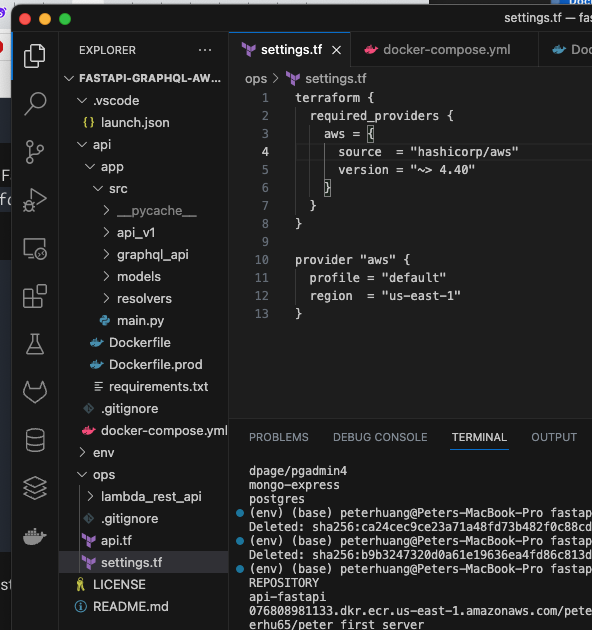 settings.tf — fas
EXPLORER
FASTAPI-GRAPHQL-AW...
.vscode
{} launch.json
api
app
src
__pycache__
api_v1
graphql_api
models
resolvers
main.py
Dockerfile
Dockerfile.prod
requirements.txt
.gitignore
docker-compose.yml
env
ops
lambda_rest_api
.gitignore
api.tf
settings.tf
LICENSE
README.md
settings.tf docker-compose.yml Doc
ops > settings.tf
1 terraform {
2 required_providers {
3 aws = {
4 source = "hashicorp/aws"
5 version = "~> 4.40"
6 }
7 }
8 }
9
10 provider "aws" {
11 profile = "default"
12 region = "us-east-1"
13 }
PROBLEMS DEBUG CONSOLE TERMINAL OUTPUT
dpage/pgadmin4
mongo-express
postgres
(env) (base) peterhuang@Peters-MacBook-Pro fastap
Deleted: sha256:ca24cec9ce23a71a48fd73b482f0c88cd
(env) (base) peterhuang@Peters-MacBook-Pro fastap
Deleted: sha256:b9b3247320d0a61e19636ea4fd86c813d
(env) (base) peterhuang@Peters-MacBook-Pro fastap
REPOSITORY
api-fastapi
076808981133.dkr.ecr.us-east-1.amazonaws.com/pete
erhu65/peter_first_server